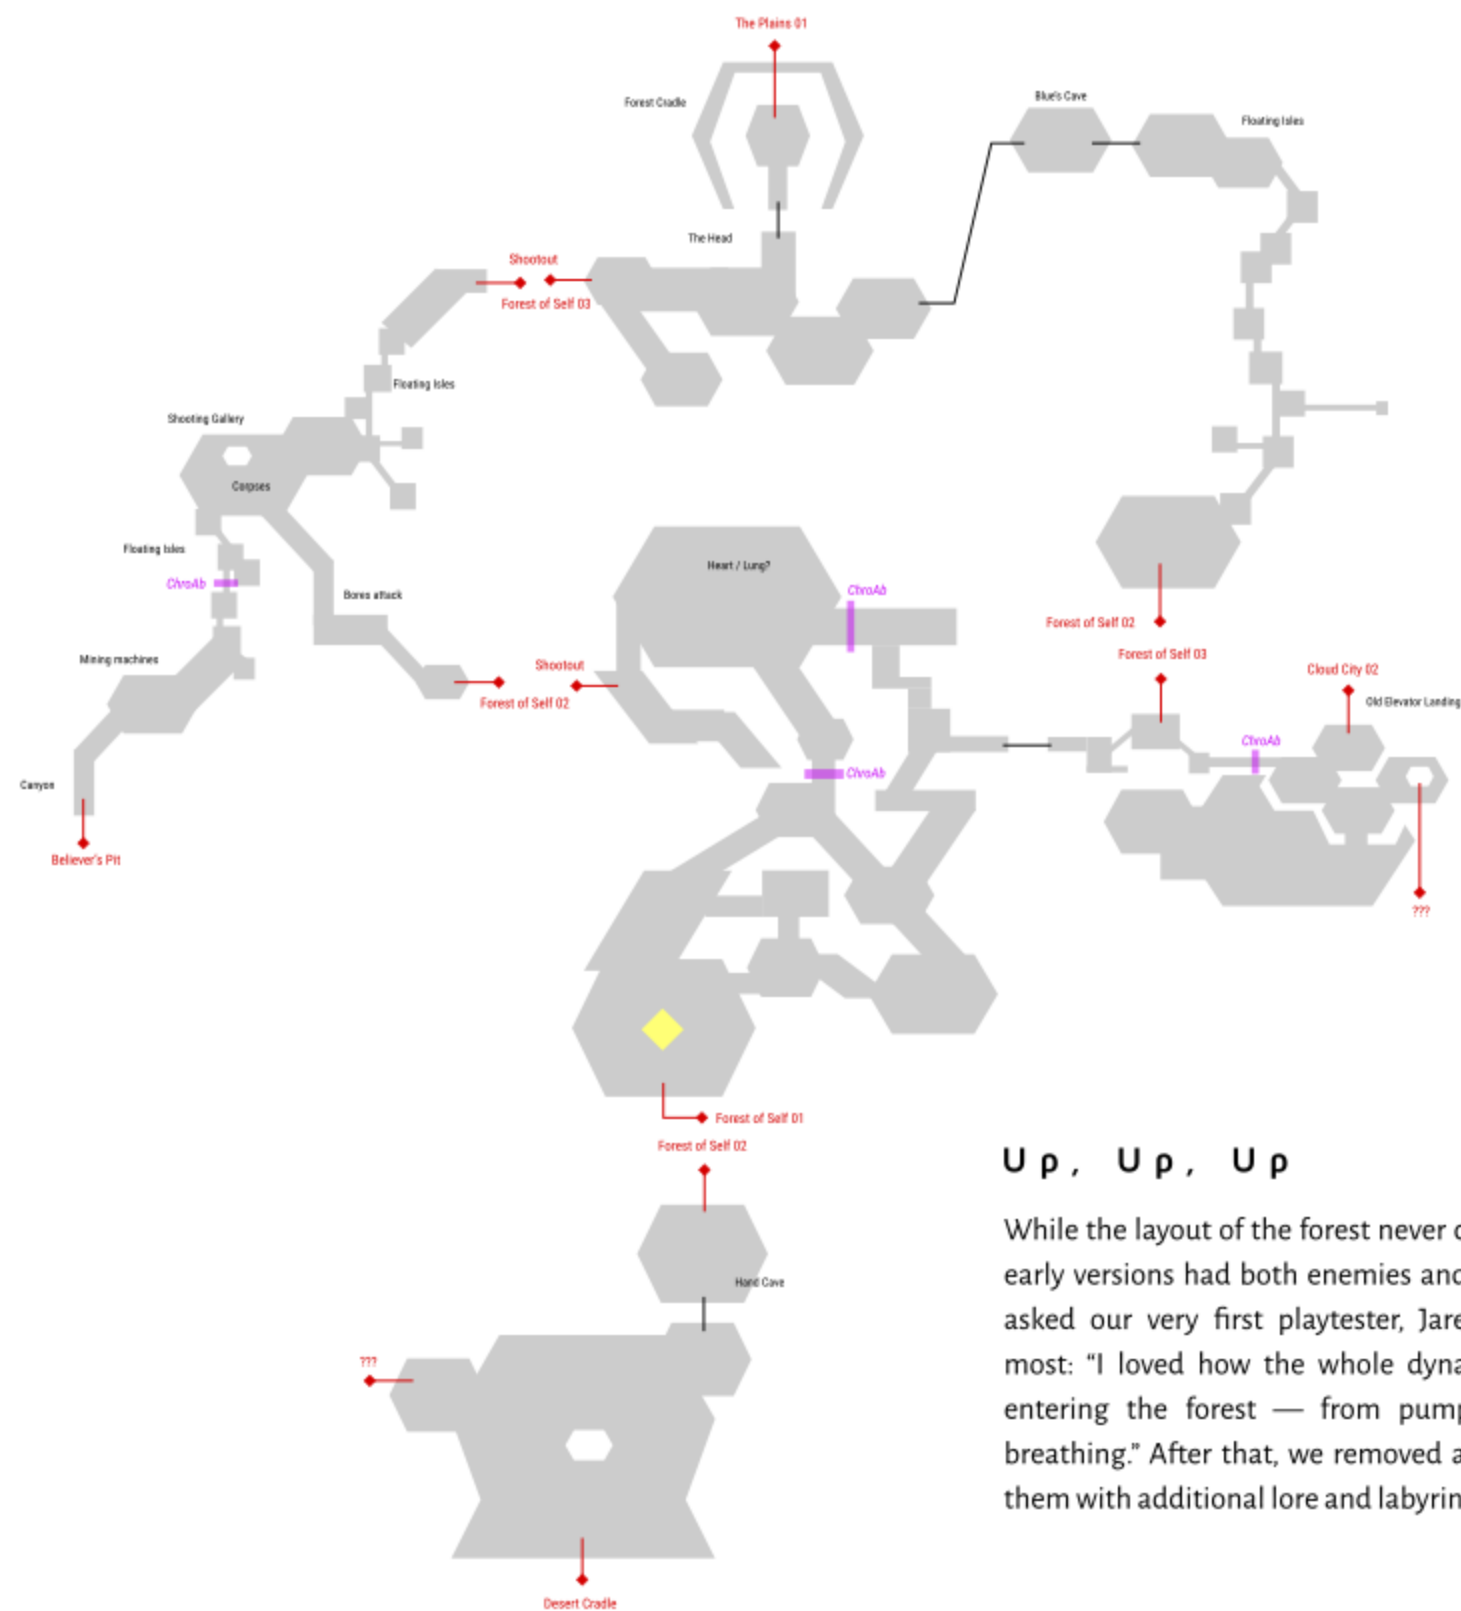 The Plains 01
Forest Cradle
Blue's Cave
Floating Isles
The Head
Shootout
Forest of Self 03
Floating Isles
Shooting Gallery
Corpses
Floating Isles
ChroAb
Bores attack
Heart / Lung?
ChroAb
Forest of Self 02
Forest of Self 03
Mining machines
Shootout
Forest of Self 02
Cloud City 02
Old Elevator Landing
ChroAb
ChroAb
Canyon
Believer's Pit
???
Forest of Self 01
Forest of Self 02
Hand Cave
???
Desert Cradle
Up, Up, Up
While the layout of the forest never
early versions had both enemies and
asked our very first playtester,
most: “I loved how the whole
entering the forest — from
breathing.” After that, we removed
them with additional lore and